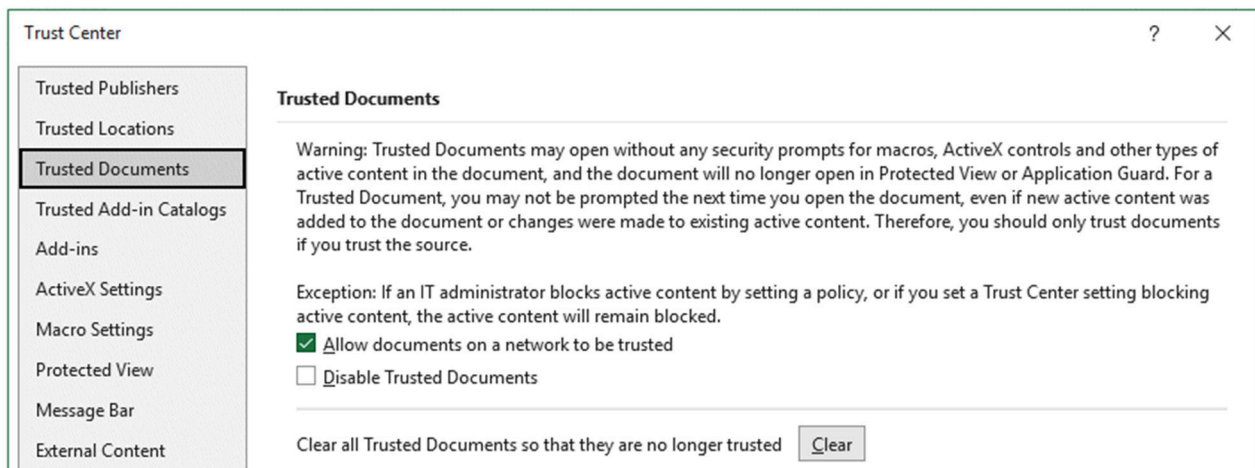 Trust Center
?
Trusted Publishers
Trusted Locations
Trusted Documents
Trusted Add-in Catalogs
Add-ins
ActiveX Settings
Macro Settings
Protected View
Message Bar
External Content
Trusted Documents
Warning: Trusted Documents may open without any security prompts for macros, ActiveX controls and other types of
active content in the document, and the document will no longer open in Protected View or Application Guard. For a
Trusted Document, you may not be prompted the next time you open the document, even if new active content was
added to the document or changes were made to existing active content. Therefore, you should only trust documents
if you trust the source.
Exception: If an IT administrator blocks active content by setting a policy, or if you set a Trust Center setting blocking
active content, the active content will remain blocked.
Allow documents on a network to be trusted
Disable Trusted Documents
Clear all Trusted Documents so that they are no longer trusted Clear